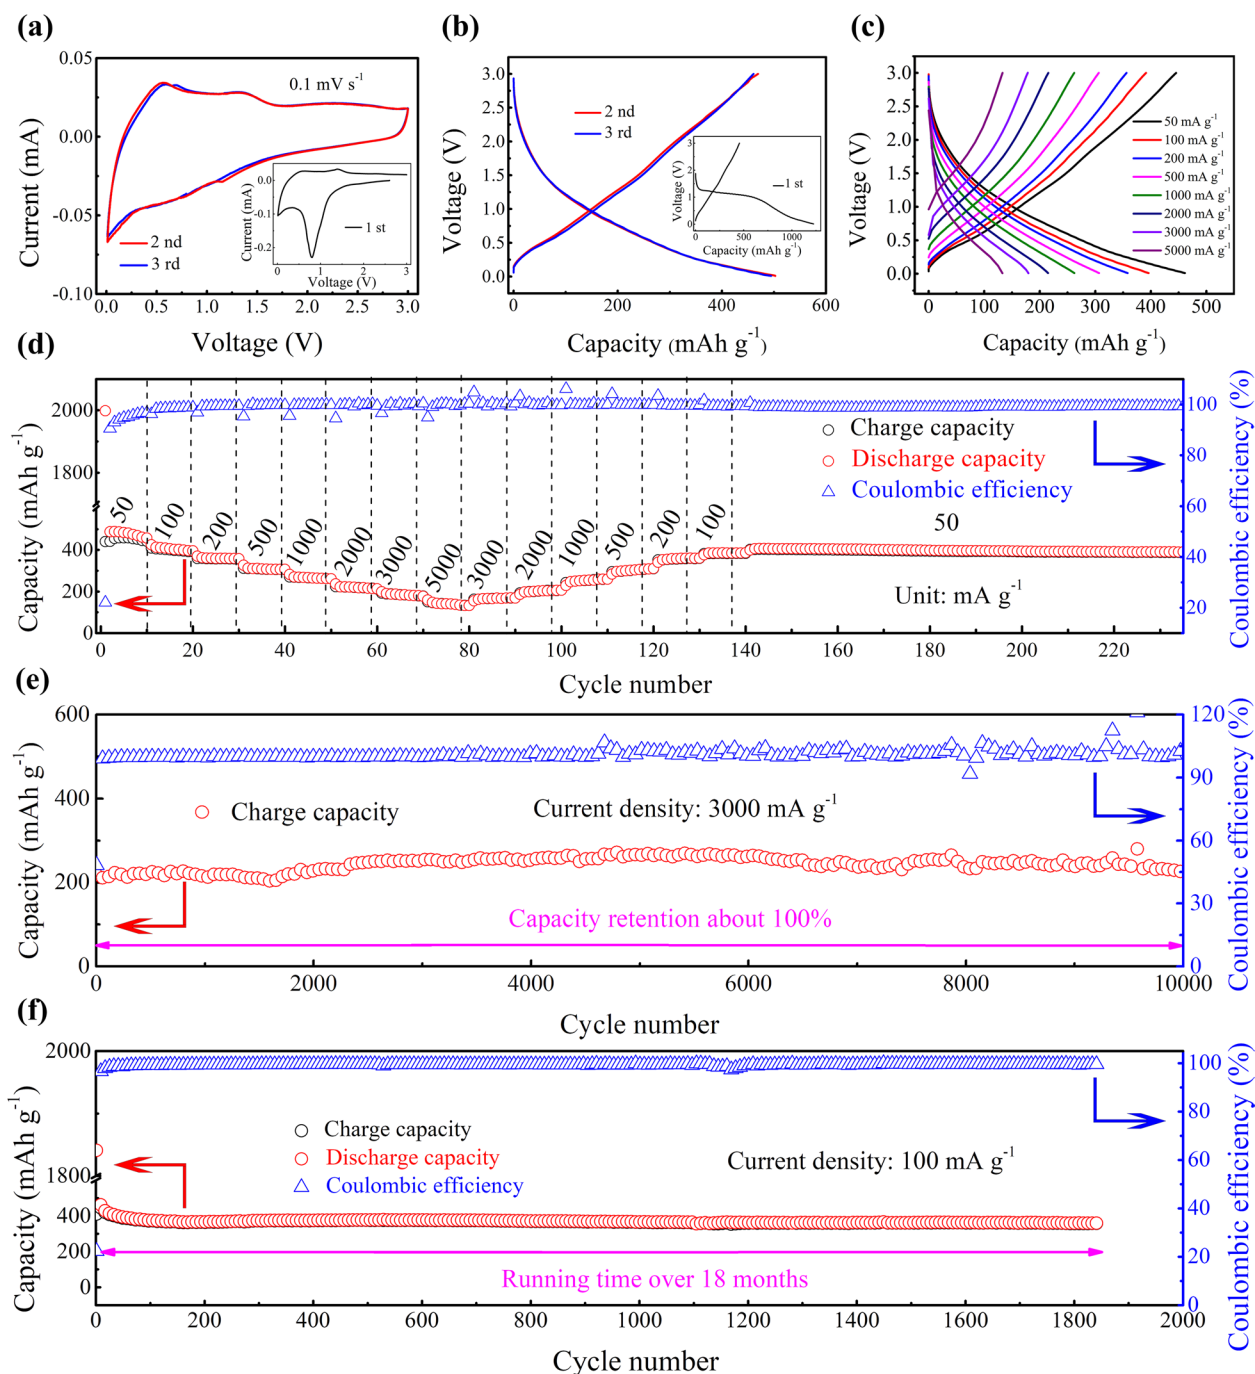 (a)
0.05
0.00
-0.05
-0.10
Current (mA)
0.1 mV s-1
2 nd
3 rd
0.0
-0.1
-0.2
Current (mA)
1 st
0 1 2 3
Voltage (V)
0.0 0.5 1.0 1.5 2.0 2.5 3.0
Voltage (V)
(b)
3.0
2.5
2.0
1.5
1.0
0.5
0.0
Voltage (V)
2 nd
3 rd
3
2
1
0
Voltage (V)
1 st
0 500 1000
Capacity (mAh g-1)
0 200 400 600
Capacity (mAh g-1)
(c)
3.0
2.5
2.0
1.5
1.0
0.5
0.0
Voltage (V)
50 mA g-1
100 mA g-1
200 mA g-1
500 mA g-1
1000 mA g-1
2000 mA g-1
3000 mA g-1
5000 mA g-1
0 100 200 300 400 500
Capacity (mAh g-1)
(d)
2000
1800
400
200
0
Capacity (mAh g-1)
50 100 200 500 1000 2000 3000 5000 3000 2000 1000 500 200 100 50
Charge capacity
Discharge capacity
Coulombic efficiency
Unit: mA g-1
100
80
60
40
20
Coulombic efficiency (%)
0 20 40 60 80 100 120 140 160 180 200 220
Cycle number
(e)
600
400
200
0
Capacity (mAh g-1)
Charge capacity
Current density: 3000 mA g-1
Capacity retention about 100%
120
90
60
30
0
Coulombic efficiency (%)
0 2000 4000 6000 8000 10000
Cycle number
(f)
2000
1800
400
200
0
Capacity (mAh g-1)
Charge capacity
Discharge capacity
Coulombic efficiency
Current density: 100 mA g-1
Running time over 18 months
100
80
60
40
20
0
Coulombic efficiency (%)
0 200 400 600 800 1000 1200 1400 1600 1800 2000
Cycle number